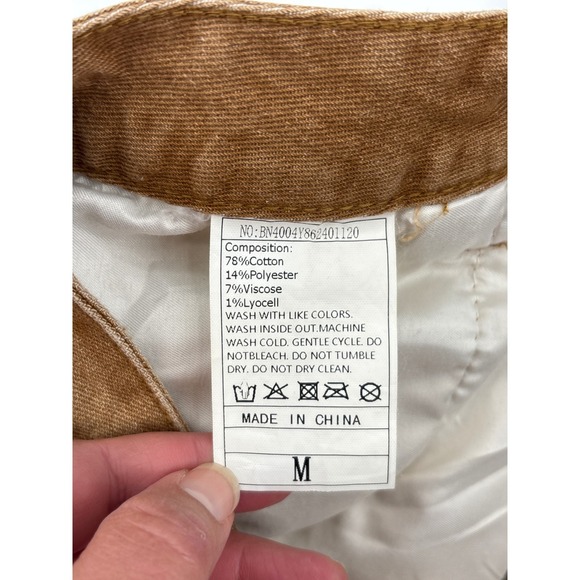 NO:BN4004Y862401120
Composition:
78%Cotton
14%Polyester
7%Viscose
1%Lyocell
WASH WITH LIKE COLORS.
WASH INSIDE OUT.MACHINE
WASH COLD. GENTLE CYCLE. DO
NOTBLEACH. DO NOT TUMBLE
DRY. DO NOT DRY CLEAN.
MADE IN CHINA
M